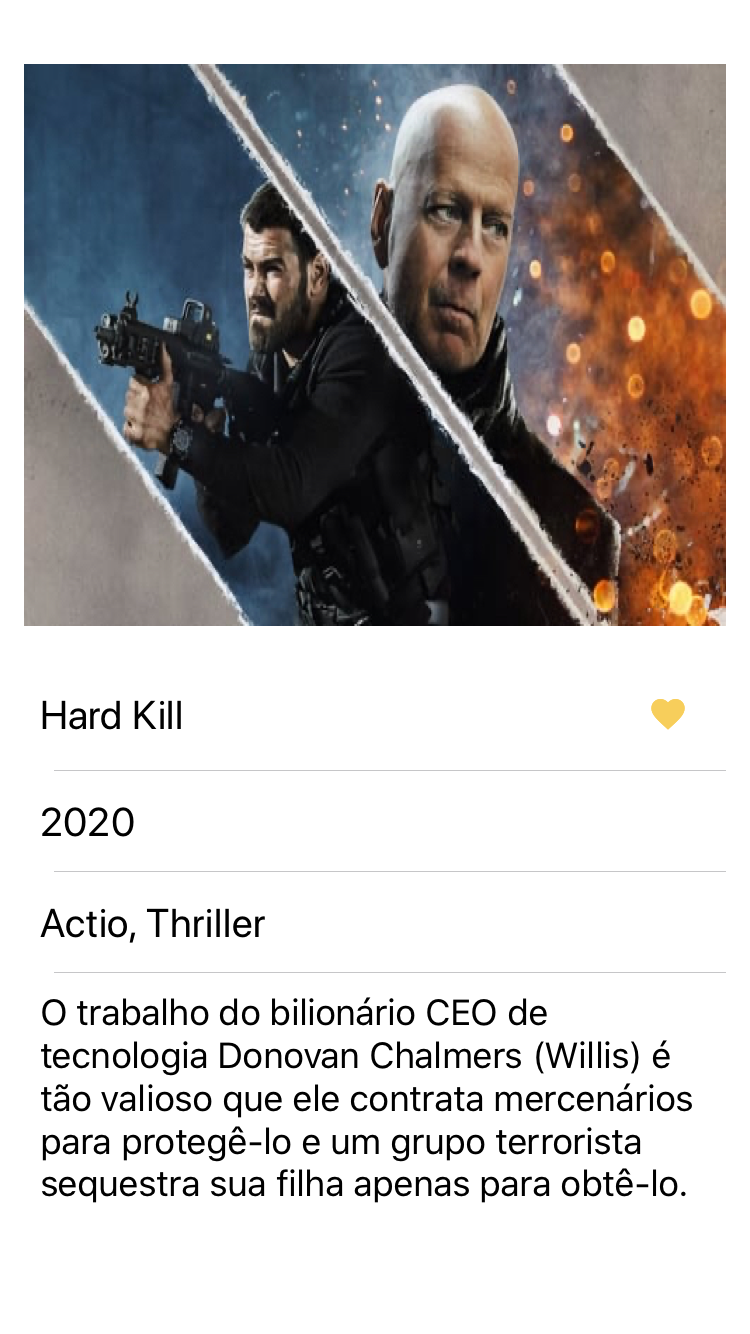 Hard Kill
2020
Actio, Thriller
O trabalho do bilionário CEO de
tecnologia Donovan Chalmers (Willis) é
tão valioso que ele contrata mercenários
para protegê-lo e um grupo terrorista
sequestra sua filha apenas para obtê-lo.